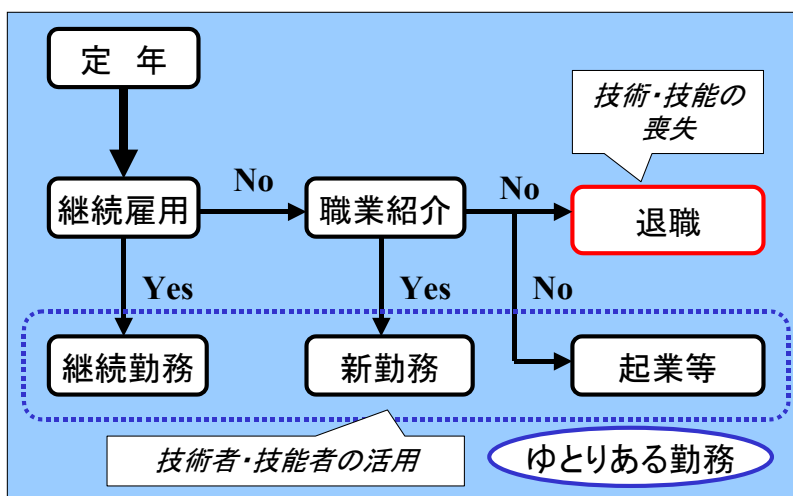 定　年
技術・技能の
喪失
No
No
継続雇用
職業紹介
退職
Yes
Yes
No
継続勤務
新勤務
起業等
技術者・技能者の活用
ゆとりある勤務